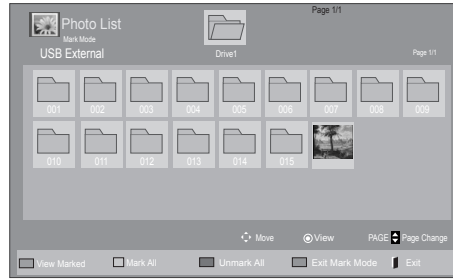 Page 1/1
Photo List
Mark Mode
USB External
Drive1
Page 1/1
001 002 003 004 005 006 007 008 009
010 011 012 013 014 015
Move View PAGE Page Change
View Marked Mark All Unmark All Exit Mark Mode Exit